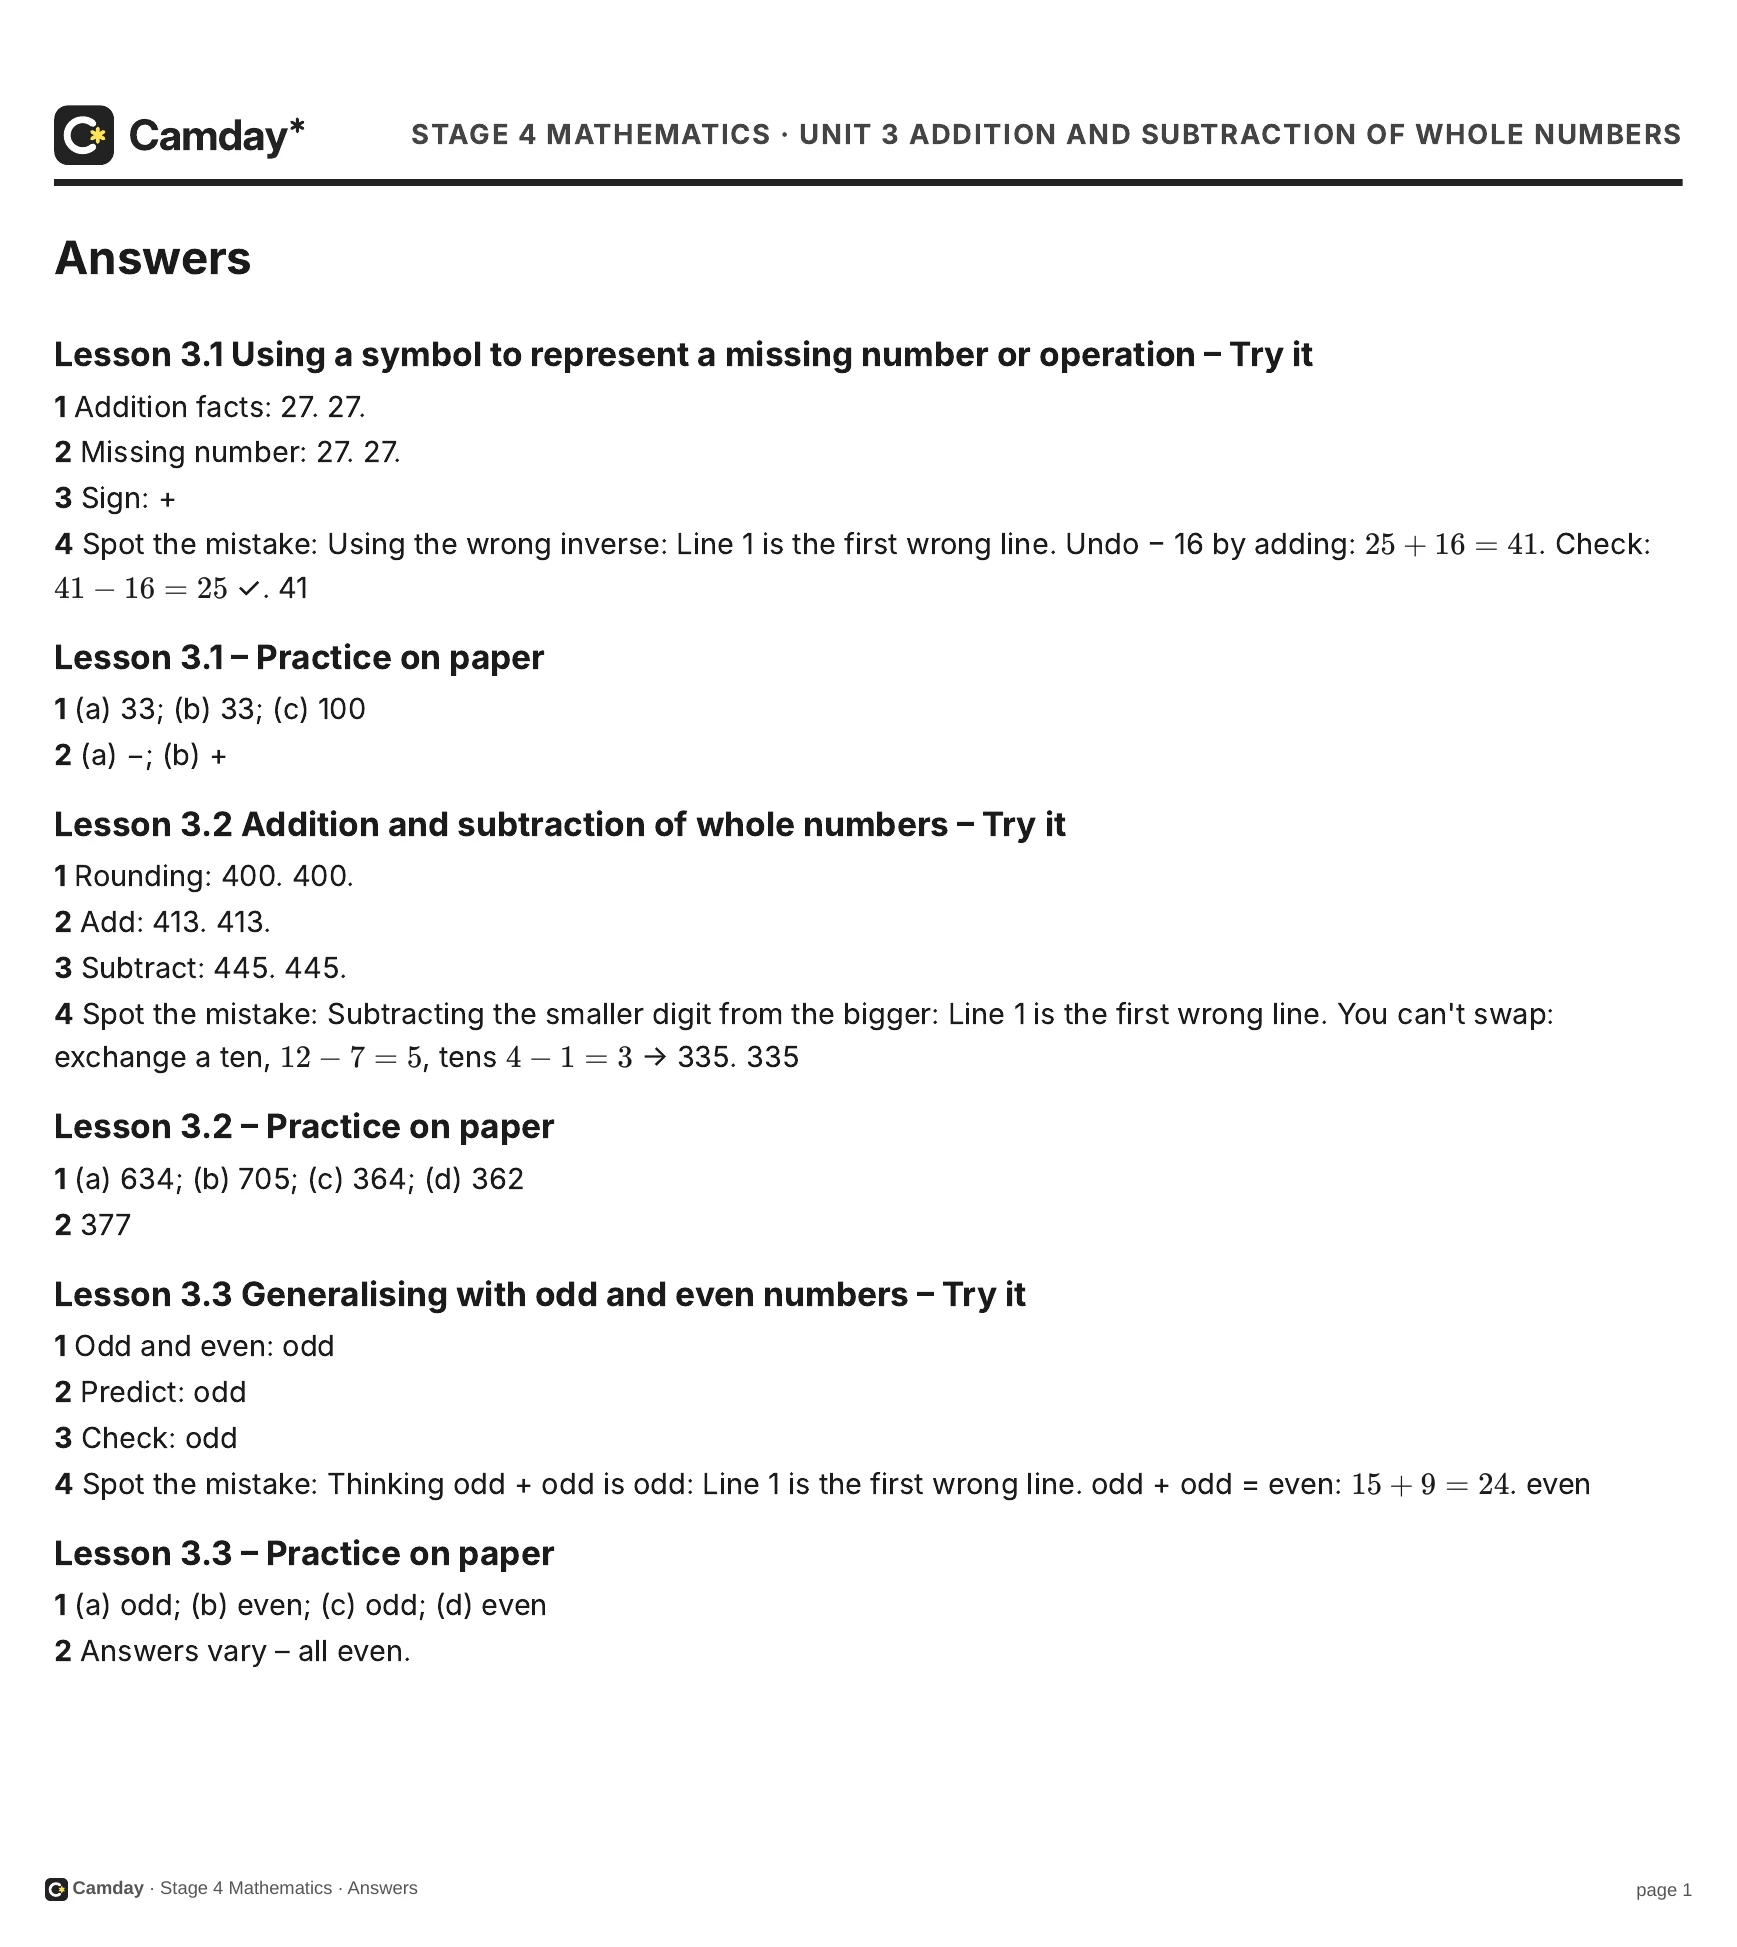 Camday*
STAGE 4 MATHEMATICS · UNIT 3 ADDITION AND SUBTRACTION OF WHOLE NUMBERS
Answers
Lesson 3.1 Using a symbol to represent a missing number or operation – Try it
1 Addition facts: 27. 27.
2 Missing number: 27. 27.
3 Sign: +
4 Spot the mistake: Using the wrong inverse: Line 1 is the first wrong line. Undo − 16 by adding: 25 + 16 = 41. Check:
41 − 16 = 25 ✓. 41
Lesson 3.1 – Practice on paper
1 (a) 33; (b) 33; (c) 100
2 (a) −; (b) +
Lesson 3.2 Addition and subtraction of whole numbers – Try it
1 Rounding: 400. 400.
2 Add: 413. 413.
3 Subtract: 445. 445.
4 Spot the mistake: Subtracting the smaller digit from the bigger: Line 1 is the first wrong line. You can't swap:
exchange a ten, 12 − 7 = 5, tens 4 − 1 = 3 → 335. 335
Lesson 3.2 – Practice on paper
1 (a) 634; (b) 705; (c) 364; (d) 362
2 377
Lesson 3.3 Generalising with odd and even numbers – Try it
1 Odd and even: odd
2 Predict: odd
3 Check: odd
4 Spot the mistake: Thinking odd + odd is odd: Line 1 is the first wrong line. odd + odd = even: 15 + 9 = 24. even
Lesson 3.3 – Practice on paper
1 (a) odd; (b) even; (c) odd; (d) even
2 Answers vary – all even.
Camday · Stage 4 Mathematics · Answers
page 1